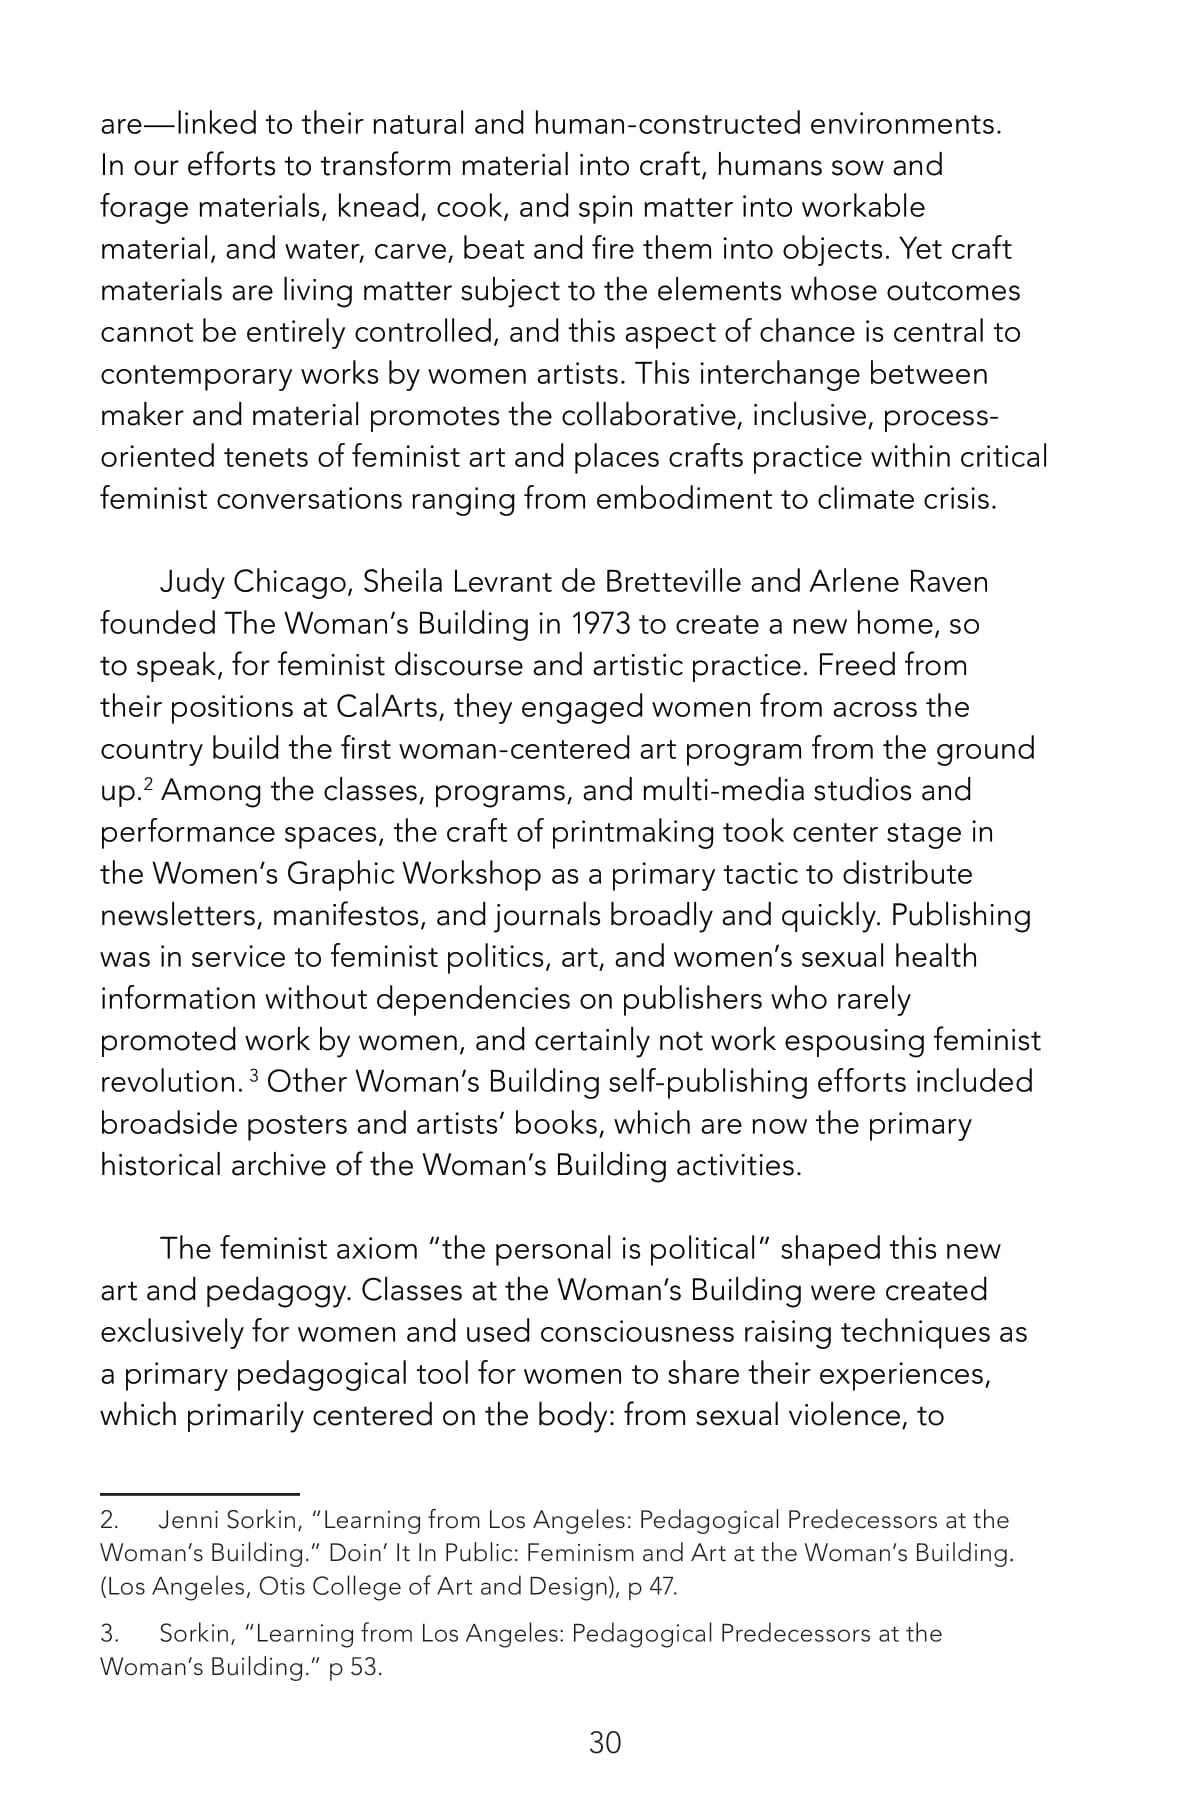 are—linked to their natural and human-constructed environments.
In our efforts to transform material into craft, humans sow and
forage materials, knead, cook, and spin matter into workable
material, and water, carve, beat and fire them into objects. Yet craft
materials are living matter subject to the elements whose outcomes
cannot be entirely controlled, and this aspect of chance is central to
contemporary works by women artists. This interchange between
maker and material promotes the collaborative, inclusive, process-
oriented tenets of feminist art and places crafts practice within critical
feminist conversations ranging from embodiment to climate crisis.
Judy Chicago, Sheila Levrant de Bretteville and Arlene Raven
founded The Woman’s Building in 1973 to create a new home, so
to speak, for feminist discourse and artistic practice. Freed from
their positions at CalArts, they engaged women from across the
country build the first woman-centered art program from the ground
up.² Among the classes, programs, and multi-media studios and
performance spaces, the craft of printmaking took center stage in
the Women’s Graphic Workshop as a primary tactic to distribute
newsletters, manifestos, and journals broadly and quickly. Publishing
was in service to feminist politics, art, and women’s sexual health
information without dependencies on publishers who rarely
promoted work by women, and certainly not work espousing feminist
revolution. ³ Other Woman’s Building self-publishing efforts included
broadside posters and artists’ books, which are now the primary
historical archive of the Woman’s Building activities.
The feminist axiom “the personal is political” shaped this new
art and pedagogy. Classes at the Woman’s Building were created
exclusively for women and used consciousness raising techniques as
a primary pedagogical tool for women to share their experiences,
which primarily centered on the body: from sexual violence, to
2. Jenni Sorkin, “Learning from Los Angeles: Pedagogical Predecessors at the
Woman’s Building.” Doin’ It In Public: Feminism and Art at the Woman’s Building.
(Los Angeles, Otis College of Art and Design), p 47.
3. Sorkin, “Learning from Los Angeles: Pedagogical Predecessors at the
Woman’s Building.” p 53.
30